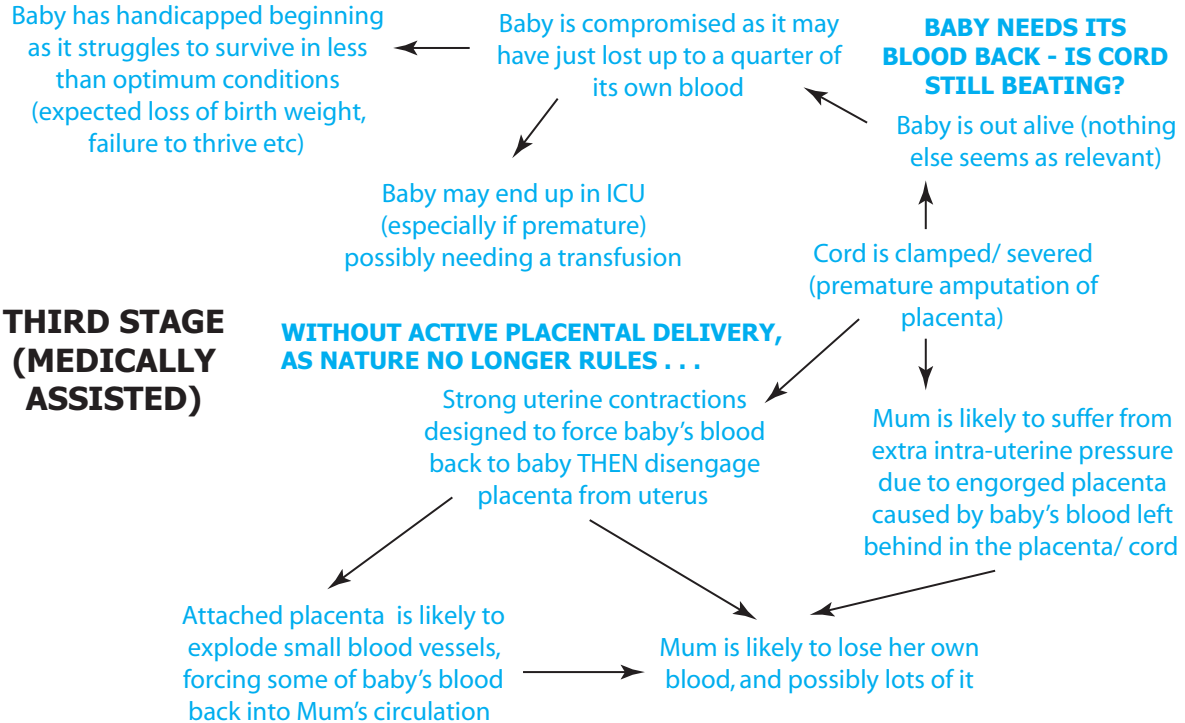 Baby has handicapped beginning
as it struggles to survive in less
than optimum conditions
(expected loss of birth weight,
failure to thrive etc)
Baby is compromised as it may
have just lost up to a quarter of
its own blood
BABY NEEDS ITS
BLOOD BACK - IS CORD
STILL BEATING?
Baby is out alive (nothing
else seems as relevant)
Baby may end up in ICU
(especially if premature)
possibly needing a transfusion
Cord is clamped/ severed
(premature amputation of
placenta)
THIRD STAGE
(MEDICALLY
ASSISTED)
WITHOUT ACTIVE PLACENTAL DELIVERY,
AS NATURE NO LONGER RULES . . .
Strong uterine contractions
designed to force baby’s blood
back to baby THEN disengage
placenta from uterus
Mum is likely to suffer from
extra intra-uterine pressure
due to engorged placenta
caused by baby’s blood left
behind in the placenta/ cord
Attached placenta is likely to
explode small blood vessels,
forcing some of baby’s blood
back into Mum’s circulation
Mum is likely to lose her own
blood, and possibly lots of it